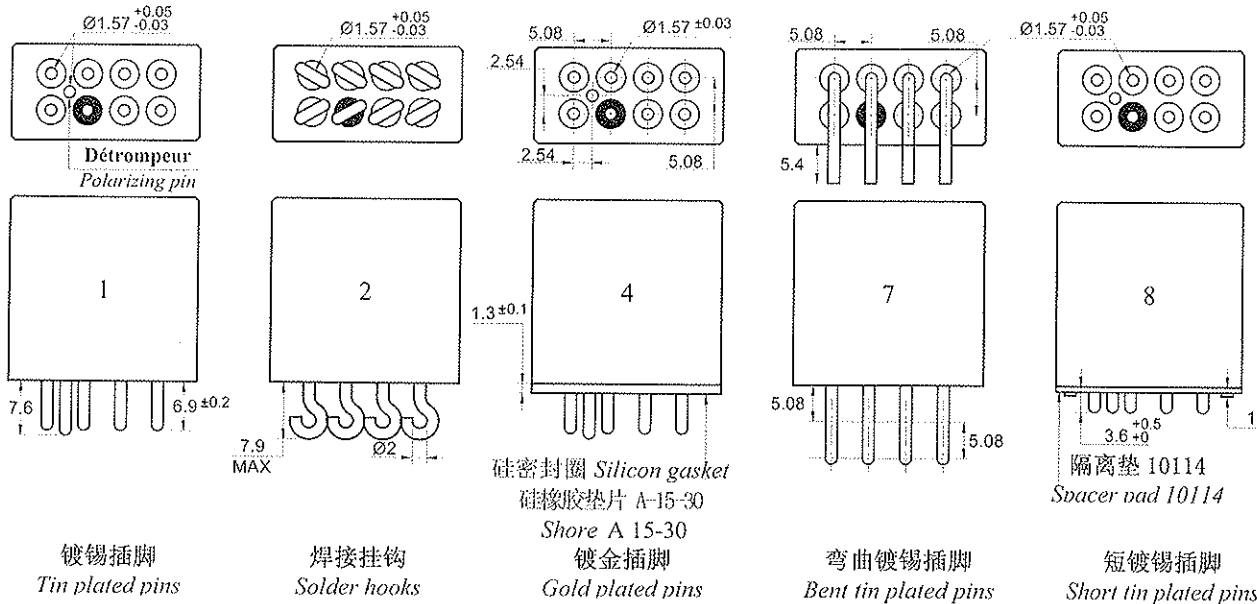 Ø1.57 +0.05 -0.03
Détrompeur
Polarizing pin
1
7.6
6.9 ±0.2
镀锡插脚
Tin plated pins
Ø1.57 +0.05 -0.03
2
7.9
MAX
Ø2
焊接挂钩
Solder hooks
5.08
Ø1.57 ±0.03
2.54
2.54
5.08
4
1.3 ±0.1
硅密封圈 Silicon gasket
硅橡胶垫片 A-15-30
Shore A 15-30
镀金插脚
Gold plated pins
5.08
5.08
5.4
7
5.08
5.08
弯曲镀锡插脚
Bent tin plated pins
Ø1.57 +0.05 -0.03
8
3.6 +0.5 +0
1
隔离垫 10114
Spacer pad 10114
短镀锡插脚
Short tin plated pins